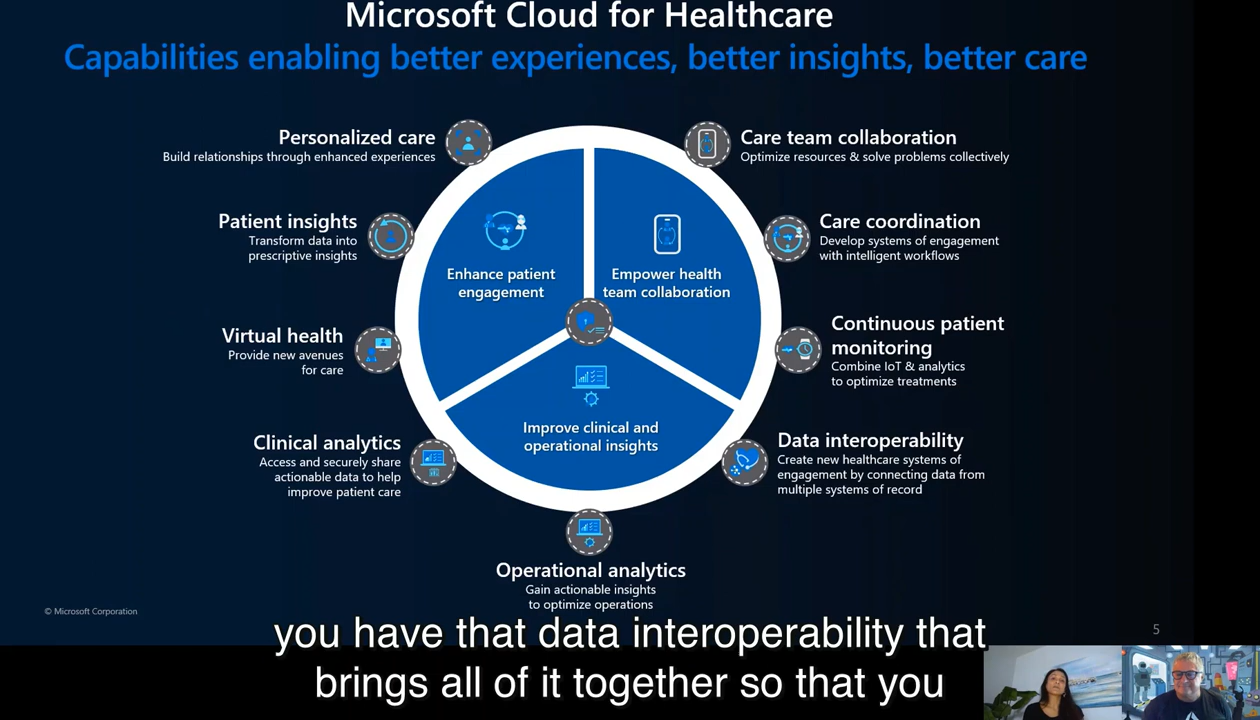 Microsoft Cloud for Healthcare
Capabilities enabling better experiences, better insights, better care
Personalized care
Build relationships through enhanced experiences
Care team collaboration
Optimize resources & solve problems collectively
Patient insights
Transform data into
prescriptive insights
Care coordination
Develop systems of engagement
with intelligent workflows
Enhance patient
engagement
Empower health
team collaboration
Virtual health
Provide new avenues
for care
Continuous patient
monitoring
Combine IoT & analytics
to optimize treatments
Improve clinical and
operational insights
Clinical analytics
Access and securely share
actionable data to help
improve patient care
Data interoperability
Create new healthcare systems of
engagement by connecting data from
multiple systems of record
Operational analytics
Gain actionable insights
to optimize operations
© Microsoft Corporation
5
you have that data interoperability that
brings all of it together so that you